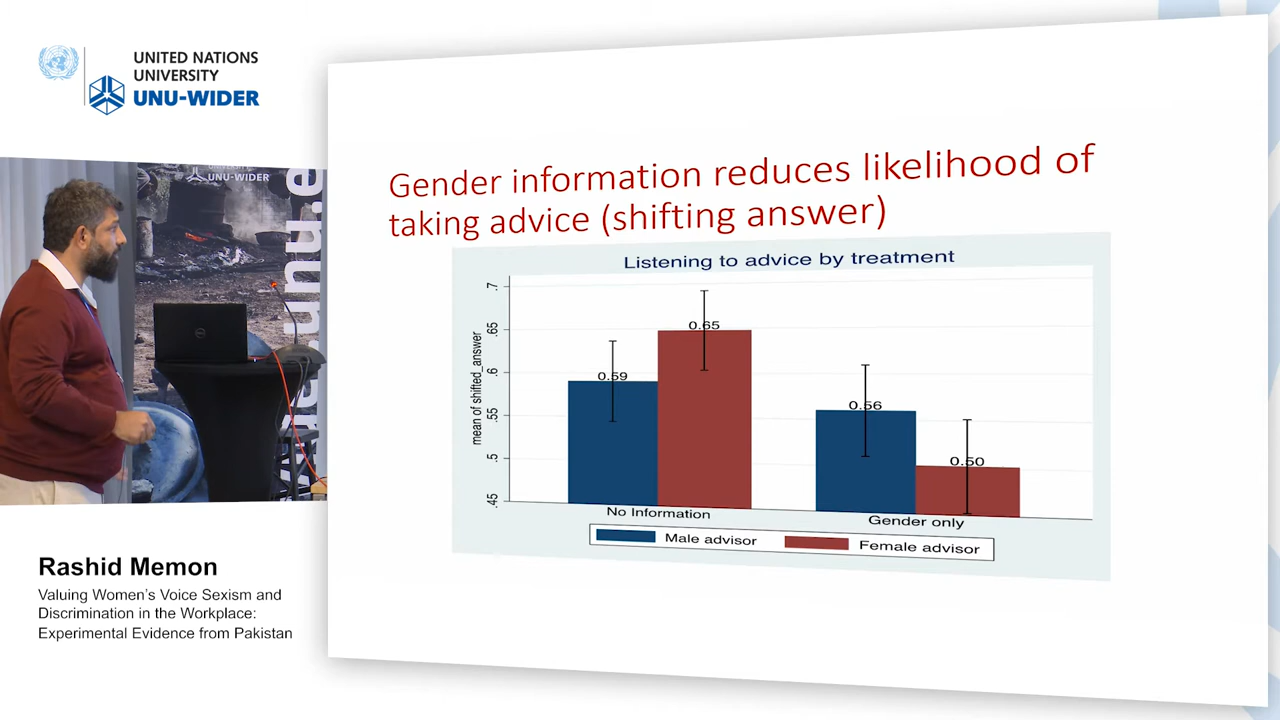 UNITED NATIONS
UNIVERSITY
UNU-WIDER
UNU-WIDER
Gender information reduces likelihood of
taking advice (shifting answer)
Listening to advice by treatment
mean of shifted_answer
.7
.65
.6
.55
.5
.45
0.59
0.65
0.56
0.50
No Information
Gender only
Male advisor
Female advisor
Rashid Memon
Valuing Women's Voice Sexism and
Discrimination in the Workplace:
Experimental Evidence from Pakistan